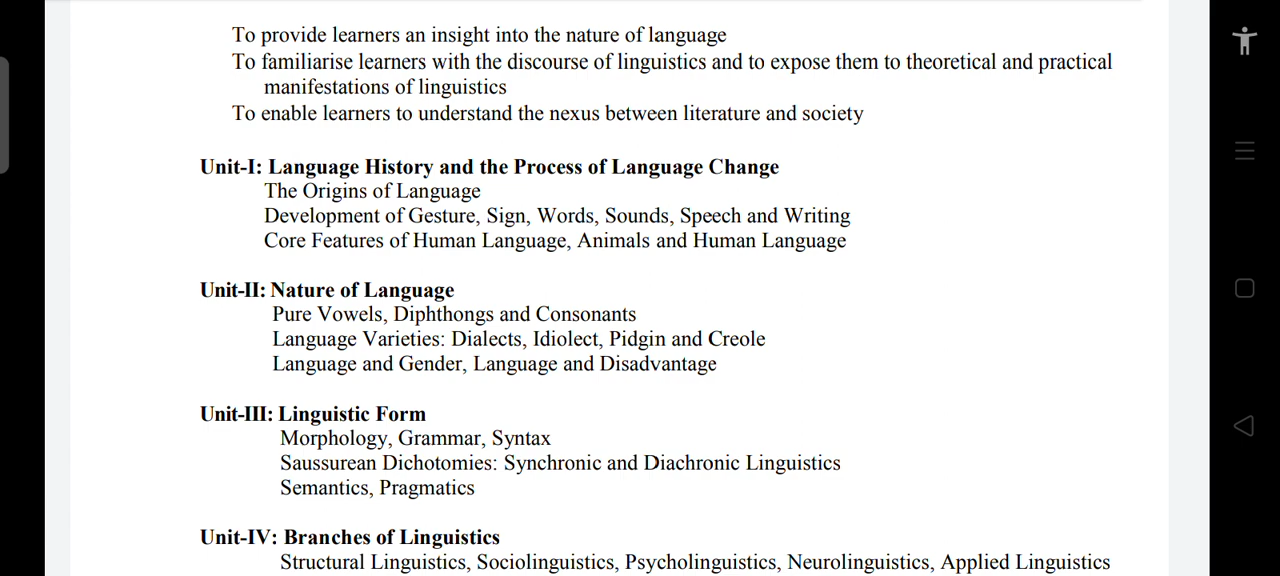 To provide learners an insight into the nature of language
To familiarise learners with the discourse of linguistics and to expose them to theoretical and practical
manifestations of linguistics
To enable learners to understand the nexus between literature and society
Unit-I: Language History and the Process of Language Change
The Origins of Language
Development of Gesture, Sign, Words, Sounds, Speech and Writing
Core Features of Human Language, Animals and Human Language
Unit-II: Nature of Language
Pure Vowels, Diphthongs and Consonants
Language Varieties: Dialects, Idiolect, Pidgin and Creole
Language and Gender, Language and Disadvantage
Unit-III: Linguistic Form
Morphology, Grammar, Syntax
Saussurean Dichotomies: Synchronic and Diachronic Linguistics
Semantics, Pragmatics
Unit-IV: Branches of Linguistics
Structural Linguistics, Sociolinguistics, Psycholinguistics, Neurolinguistics, Applied Linguistics